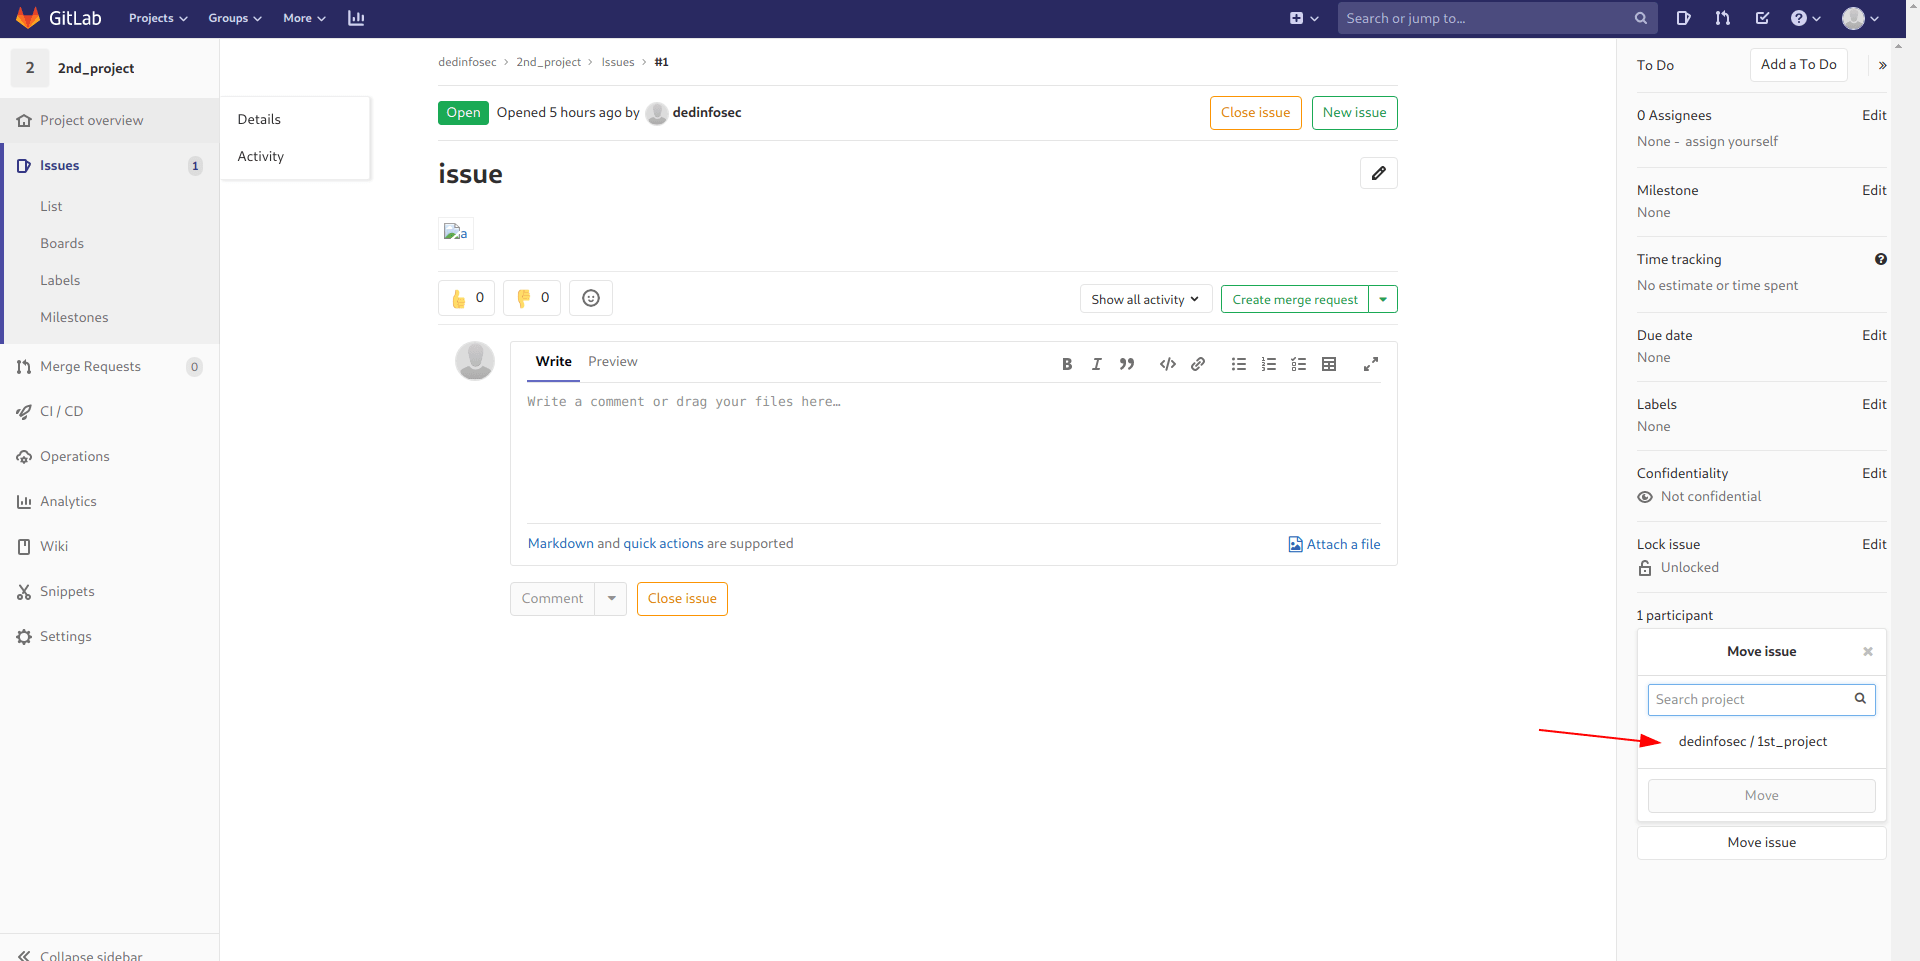 GitLab Projects Groups More Search or jump to...
2 2nd_project
Project overview
Issues 1
List
Boards
Labels
Milestones
Merge Requests 0
CI / CD
Operations
Analytics
Wiki
Snippets
Settings
Collapse sidebar
Details
Activity
dedinfosec > 2nd_project > Issues > #1
Open Opened 5 hours ago by dedinfosec Close issue New issue
issue
a
0 0 Show all activity Create merge request
Write Preview
Write a comment or drag your files here…
Markdown and quick actions are supported Attach a file
Comment Close issue
To Do Add a To Do »
0 Assignees Edit
None - assign yourself
Milestone Edit
None
Time tracking
No estimate or time spent
Due date Edit
None
Labels Edit
None
Confidentiality Edit
Not confidential
Lock issue Edit
Unlocked
1 participant
Move issue
Search project
dedinfosec / 1st_project
Move
Move issue